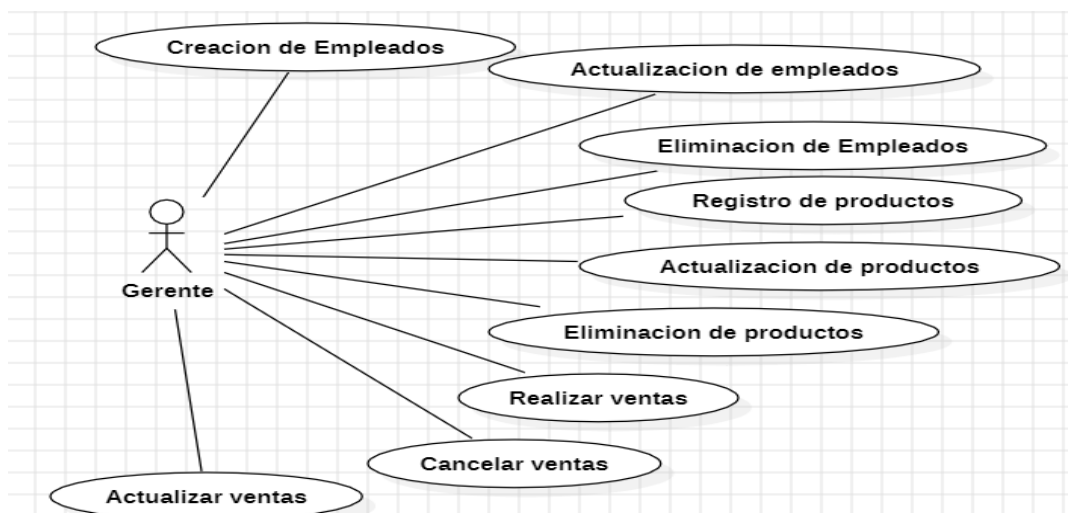 Creacion de Empleados
Actualizacion de empleados
Eliminacion de Empleados
Registro de productos
Actualizacion de productos
Gerente
Eliminacion de productos
Realizar ventas
Cancelar ventas
Actualizar ventas